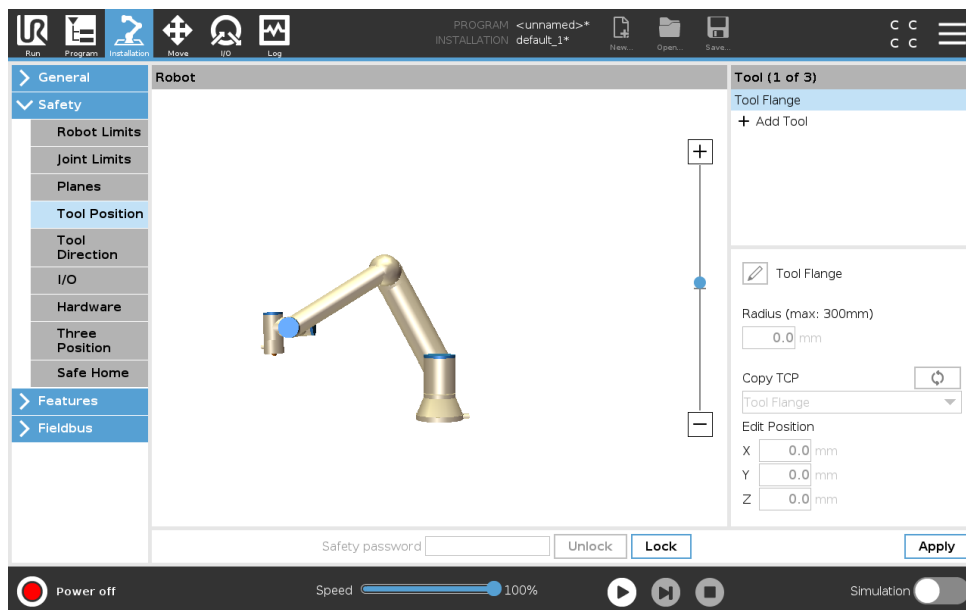 UR
PROGRAM <unnamed>*
INSTALLATION default_1*
C C
C C
Run
Program
Installation
Move
I/O
Log
New...
Open...
Save...
General
Safety
Robot Limits
Joint Limits
Planes
Tool Position
Tool
Direction
I/O
Hardware
Three
Position
Safe Home
Features
Fieldbus
Robot
Tool (1 of 3)
Tool Flange
+ Add Tool
Tool Flange
Radius (max: 300mm)
0.0 mm
Copy TCP
Tool Flange
Edit Position
X 0.0 mm
Y 0.0 mm
Z 0.0 mm
Safety password
Unlock
Lock
Apply
Power off
Speed
100%
Simulation